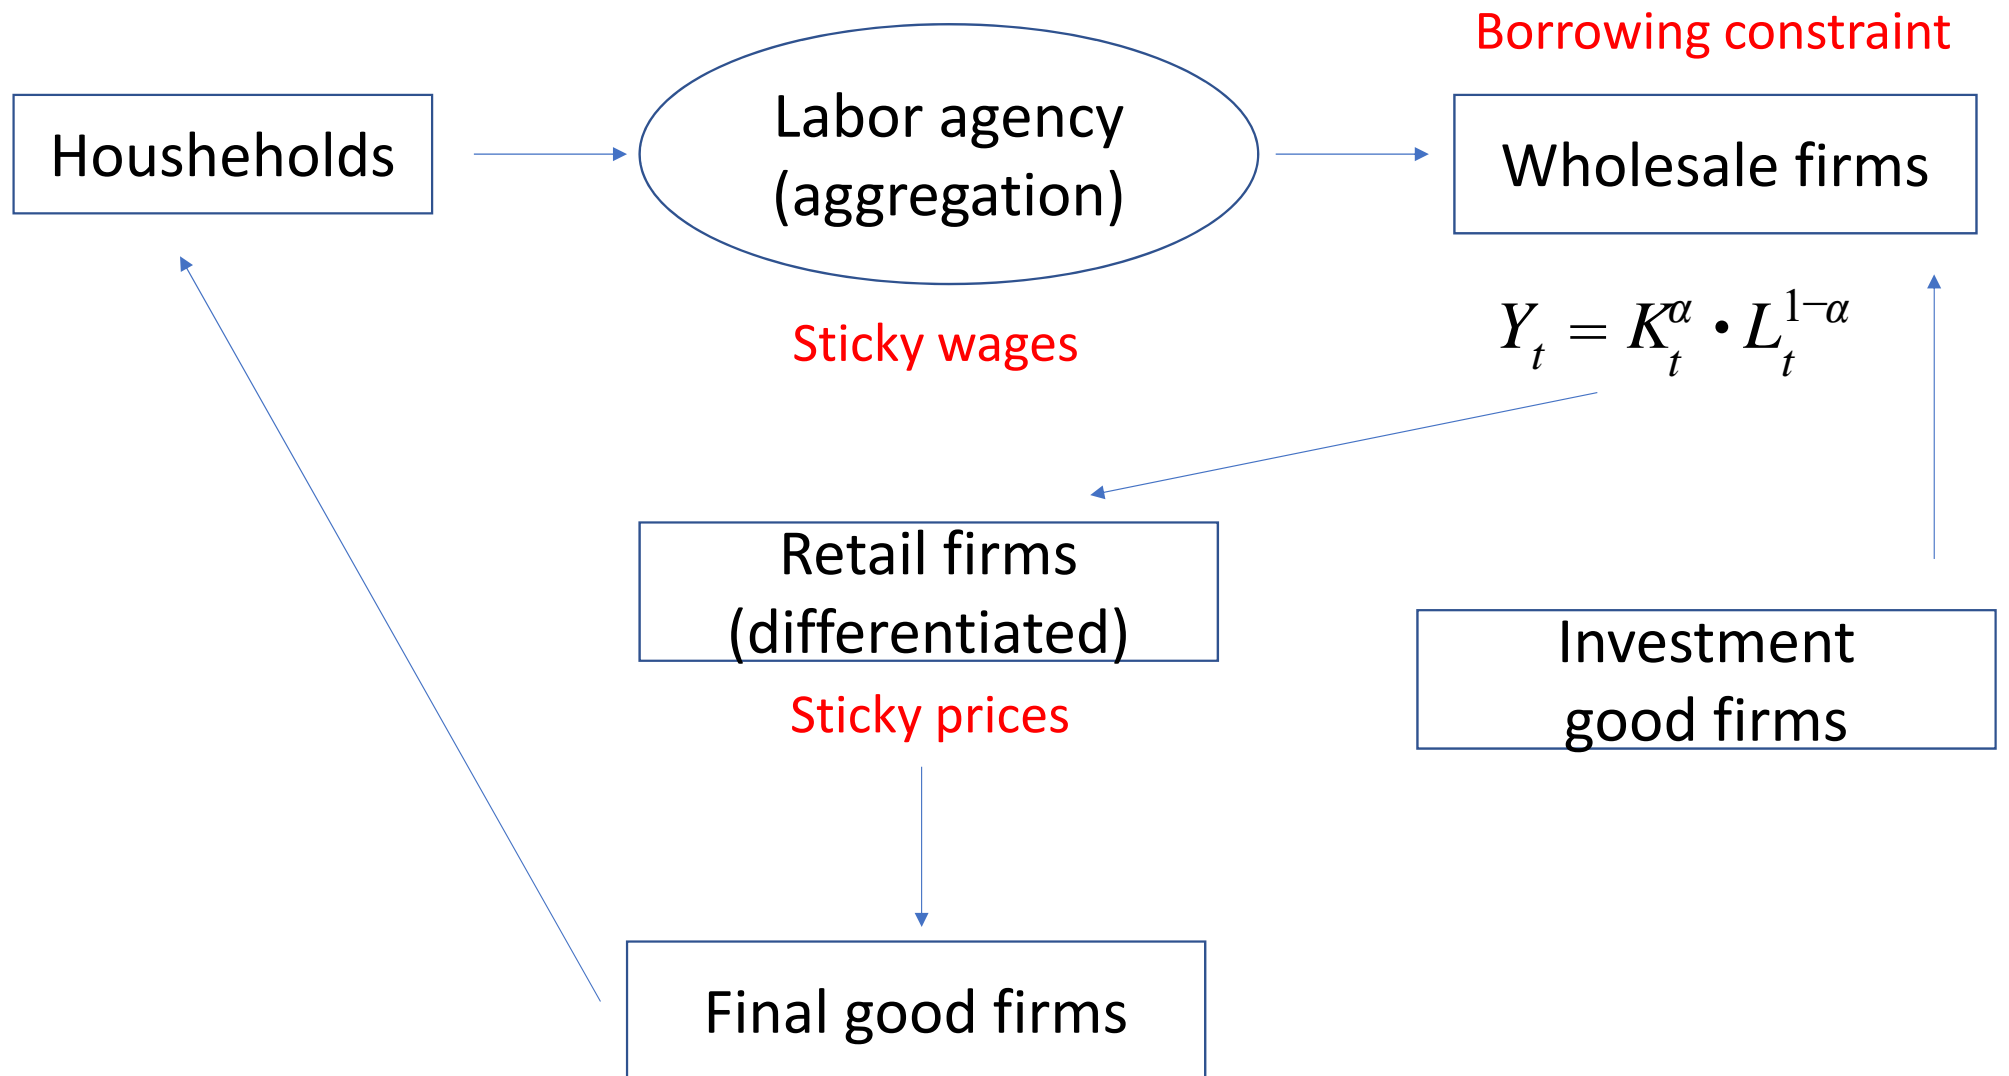 Borrowing constraint
Housheholds
Labor agency
(aggregation)
Wholesale firms
Sticky wages
Y_t = K_t^α · L_t^{1−α}
Retail firms
(differentiated)
Sticky prices
Investment
good firms
Final good firms